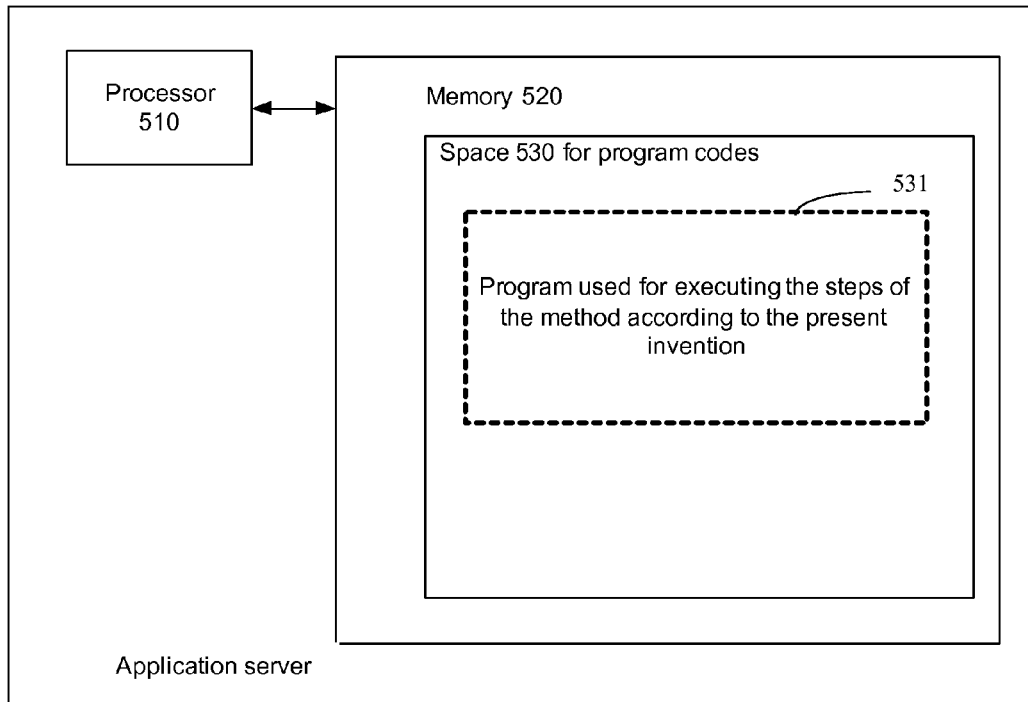 Processor
510
Memory 520
Space 530 for program codes
531
Program used for executing the steps of
the method according to the present
invention
Application server